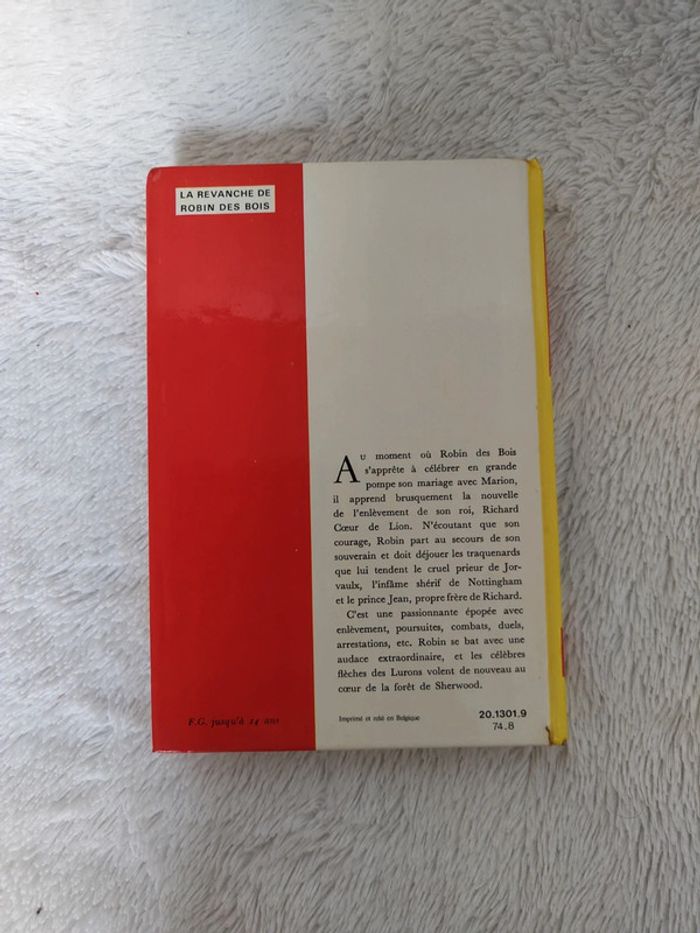 LA REVANCHE DE
ROBIN DES BOIS
AU moment où Robin des Bois
s'apprête à célébrer en grande
pompe son mariage avec Marion,
il apprend brusquement la nouvelle
de l'enlèvement de son roi, Richard
Cœur de Lion. N'écoutant que son
courage, Robin part au secours de son
souverain et doit déjouer les traquenards
que lui tendent le cruel prieur de Jor-
vaulx, l'infâme shérif de Nottingham
et le prince Jean, propre frère de Richard.
C'est une passionnante épopée avec
enlèvement, poursuites, combats, duels,
arrestations, etc. Robin se bat avec une
audace extraordinaire, et les célèbres
flèches des Lurons volent de nouveau au
cœur de la forêt de Sherwood.
F.G. jusqu'à 14 ans
Imprimé et relié en Belgique
20.1301.9
74.8